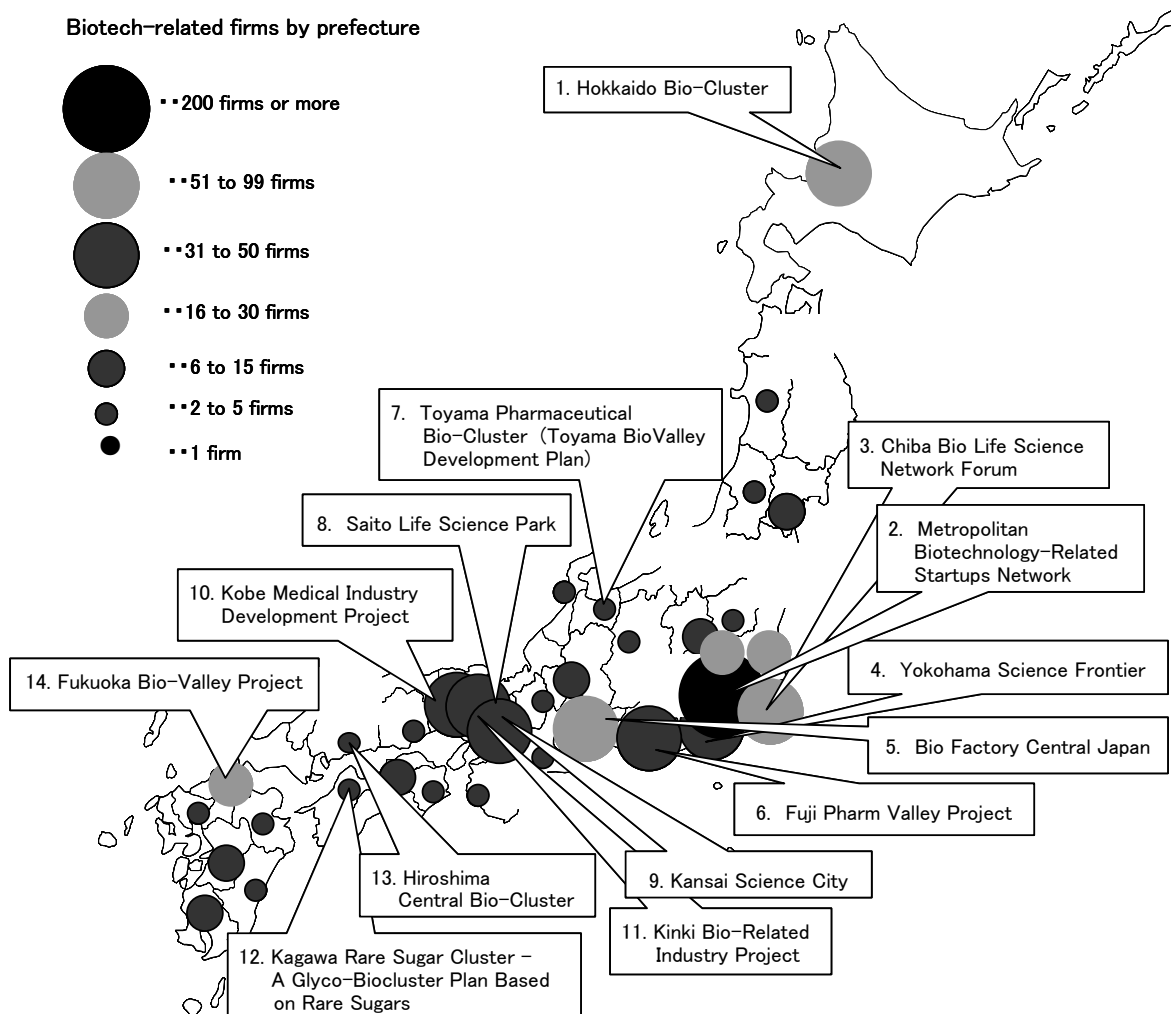 Biotech-related firms by prefecture
··200 firms or more
··51 to 99 firms
··31 to 50 firms
··16 to 30 firms
··6 to 15 firms
··2 to 5 firms
··1 firm
1. Hokkaido Bio-Cluster
7. Toyama Pharmaceutical
Bio-Cluster (Toyama BioValley
Development Plan)
3. Chiba Bio Life Science
Network Forum
2. Metropolitan
Biotechnology-Related
Startups Network
8. Saito Life Science Park
10. Kobe Medical Industry
Development Project
14. Fukuoka Bio-Valley Project
4. Yokohama Science Frontier
5. Bio Factory Central Japan
6. Fuji Pharm Valley Project
9. Kansai Science City
13. Hiroshima
Central Bio-Cluster
11. Kinki Bio-Related
Industry Project
12. Kagawa Rare Sugar Cluster –
A Glyco-Biocluster Plan Based
on Rare Sugars